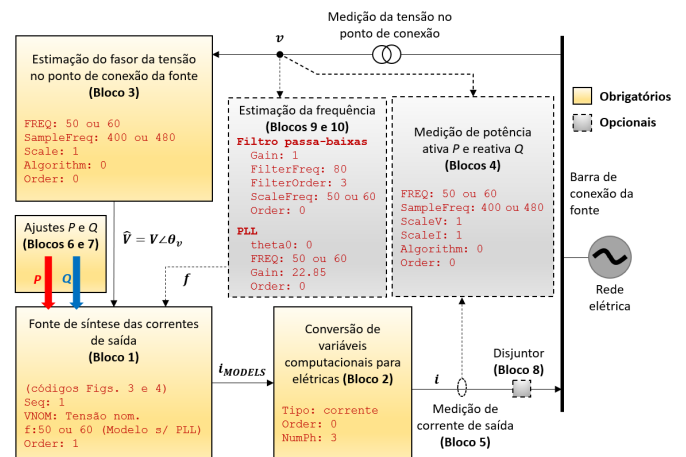 Medição da tensão no
ponto de conexão
v
Estimação do fasor da tensão
no ponto de conexão da fonte
(Bloco 3)
FREQ: 50 ou 60
SampleFreq: 400 ou 480
Scale: 1
Algorithm: 0
Order: 0
Estimação da frequência
(Blocos 9 e 10)
Filtro passa-baixas
Gain: 1
FilterFreq: 80
FilterOrder: 3
ScaleFreq: 50 ou 60
Order: 0
PLL
theta0: 0
FREQ: 50 ou 60
Gain: 22.85
Order: 0
Medição de potência
ativa P e reativa Q
(Blocos 4)
FREQ: 50 ou 60
SampleFreq: 400 ou 480
ScaleV: 1
ScaleI: 1
Algorithm: 0
Order: 0
Obrigatórios
Opcionais
Barra de
conexão da
fonte
Rede
elétrica
Ajustes P e Q
(Blocos 6 e 7)
P
Q
V̂ = V∠θᵥ
f
Fonte de síntese das correntes
de saída
(Bloco 1)
(códigos Figs. 3 e 4)
Seq: 1
VNOM: Tensão nom.
f:50 ou 60 (Modelo s/ PLL)
Order: 1
i_MODELS
Conversão de
variáveis
computacionais para
elétricas (Bloco 2)
Tipo: corrente
Order: 0
NumPh: 3
i
Medição de
corrente de saída
(Bloco 5)
Disjuntor
(Bloco 8)